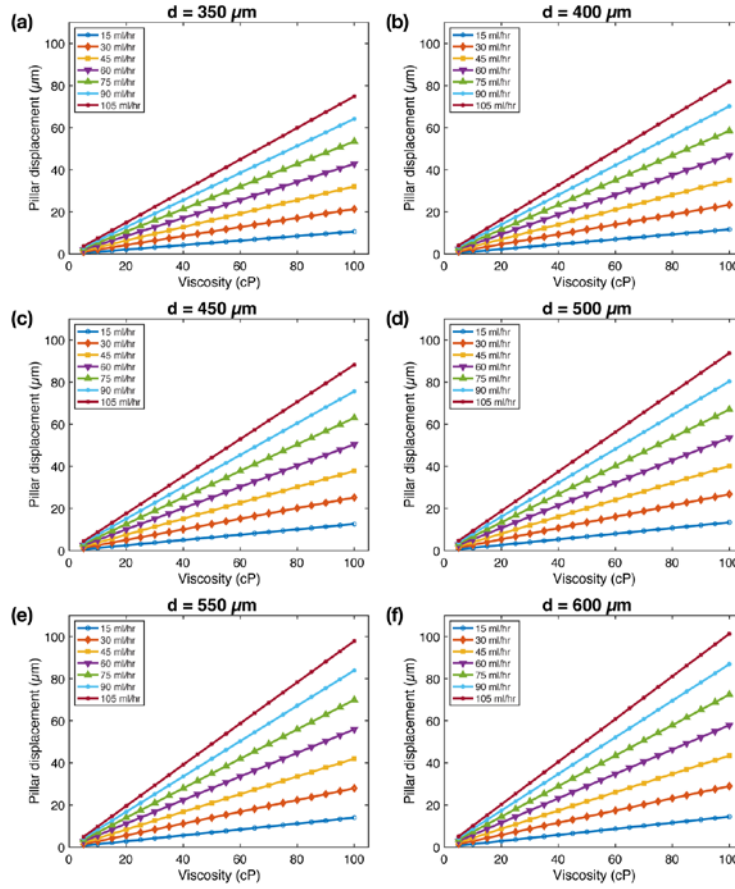 (a)
d = 350 µm
15 ml/hr
30 ml/hr
45 ml/hr
60 ml/hr
75 ml/hr
90 ml/hr
105 ml/hr
Pillar displacement (µm)
0
20
40
60
80
100
0
20
40
60
80
100
Viscosity (cP)
(b)
d = 400 µm
15 ml/hr
30 ml/hr
45 ml/hr
60 ml/hr
75 ml/hr
90 ml/hr
105 ml/hr
Pillar displacement (µm)
0
20
40
60
80
100
0
20
40
60
80
100
Viscosity (cP)
(c)
d = 450 µm
15 ml/hr
30 ml/hr
45 ml/hr
60 ml/hr
75 ml/hr
90 ml/hr
105 ml/hr
Pillar displacement (µm)
0
20
40
60
80
100
0
20
40
60
80
100
Viscosity (cP)
(d)
d = 500 µm
15 ml/hr
30 ml/hr
45 ml/hr
60 ml/hr
75 ml/hr
90 ml/hr
105 ml/hr
Pillar displacement (µm)
0
20
40
60
80
100
0
20
40
60
80
100
Viscosity (cP)
(e)
d = 550 µm
15 ml/hr
30 ml/hr
45 ml/hr
60 ml/hr
75 ml/hr
90 ml/hr
105 ml/hr
Pillar displacement (µm)
0
20
40
60
80
100
0
20
40
60
80
100
Viscosity (cP)
(f)
d = 600 µm
15 ml/hr
30 ml/hr
45 ml/hr
60 ml/hr
75 ml/hr
90 ml/hr
105 ml/hr
Pillar displacement (µm)
0
20
40
60
80
100
0
20
40
60
80
100
Viscosity (cP)